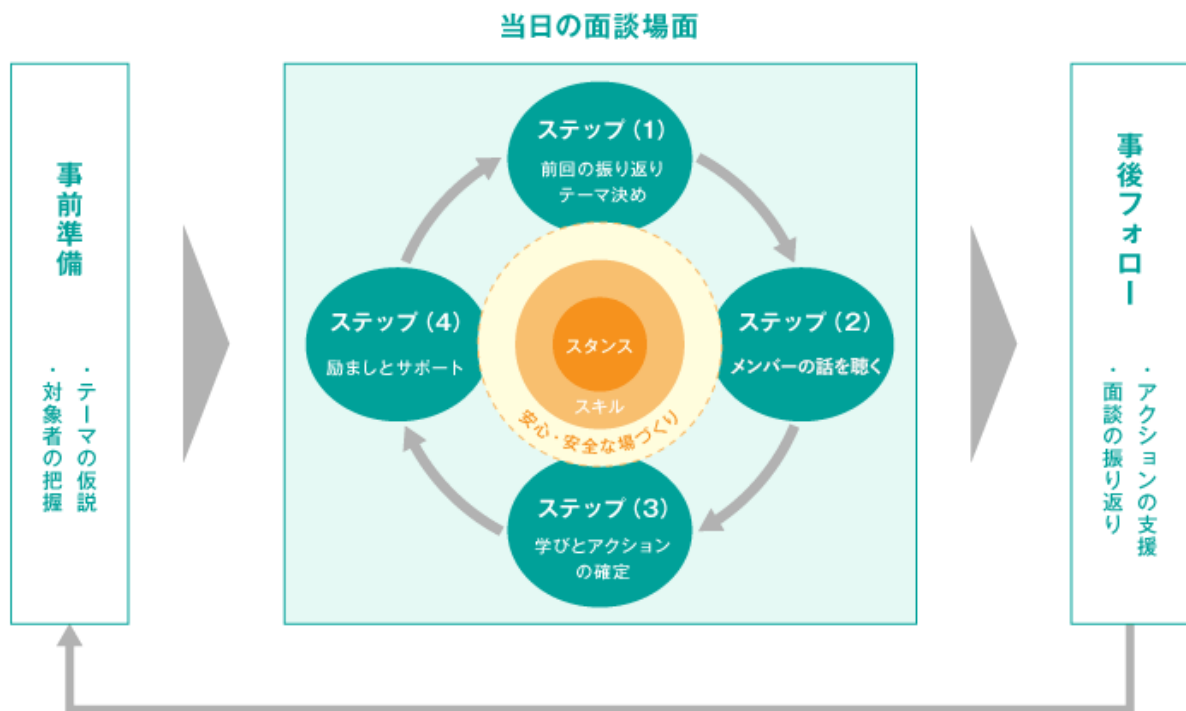 当日の面談場面
事前準備
・テーマの仮説
・対象者の把握
ステップ（1）
前回の振り返り
テーマ決め
ステップ（2）
メンバーの話を聴く
ステップ（3）
学びとアクション
の確定
ステップ（4）
励ましとサポート
スタンス
スキル
安心・安全な場づくり
事後フォロー
・アクションの支援
・面談の振り返り